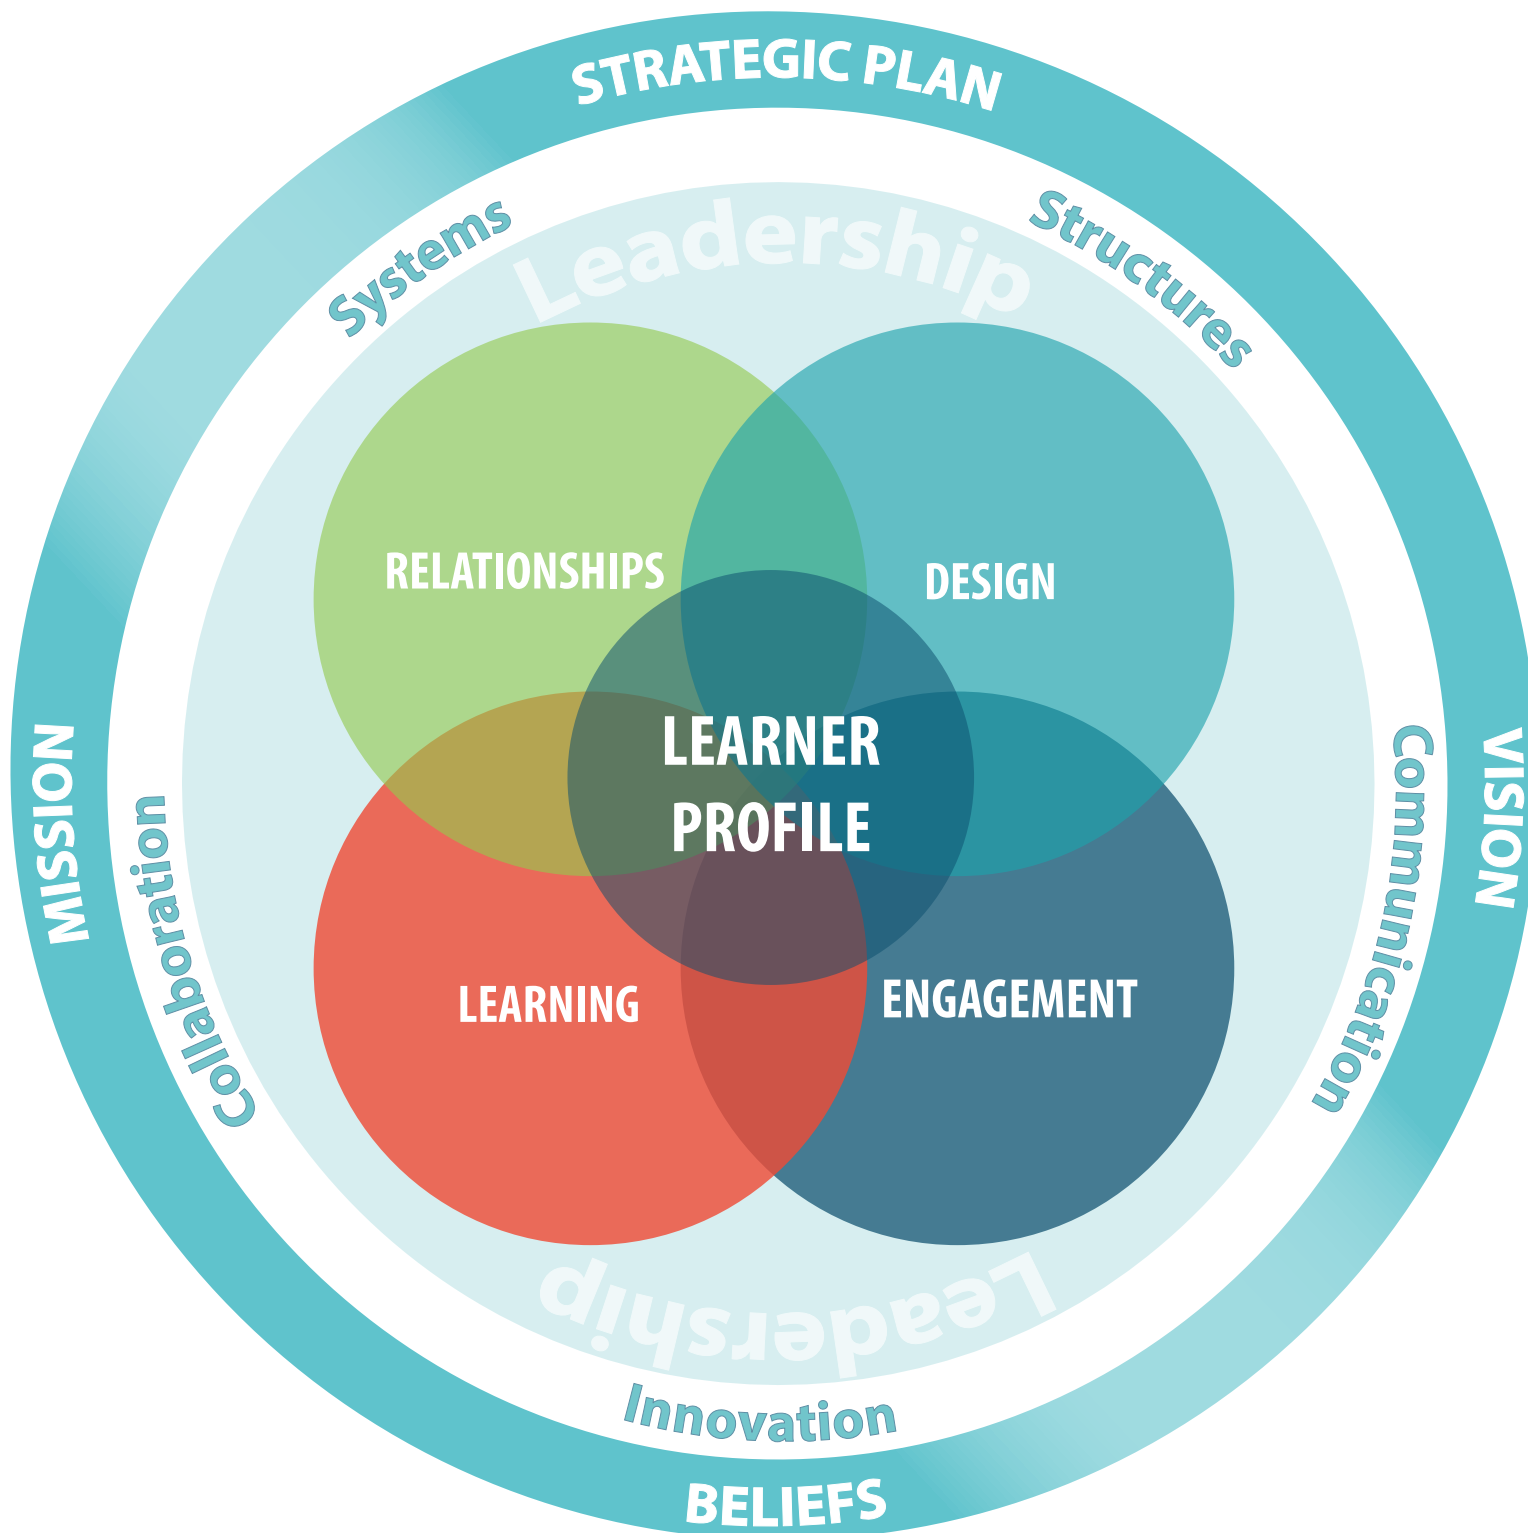 STRATEGIC PLAN
Systems
Structures
Leadership
RELATIONSHIPS
DESIGN
LEARNER
PROFILE
MISSION
VISION
Collaboration
Communication
LEARNING
ENGAGEMENT
Leadership
Innovation
BELIEFS